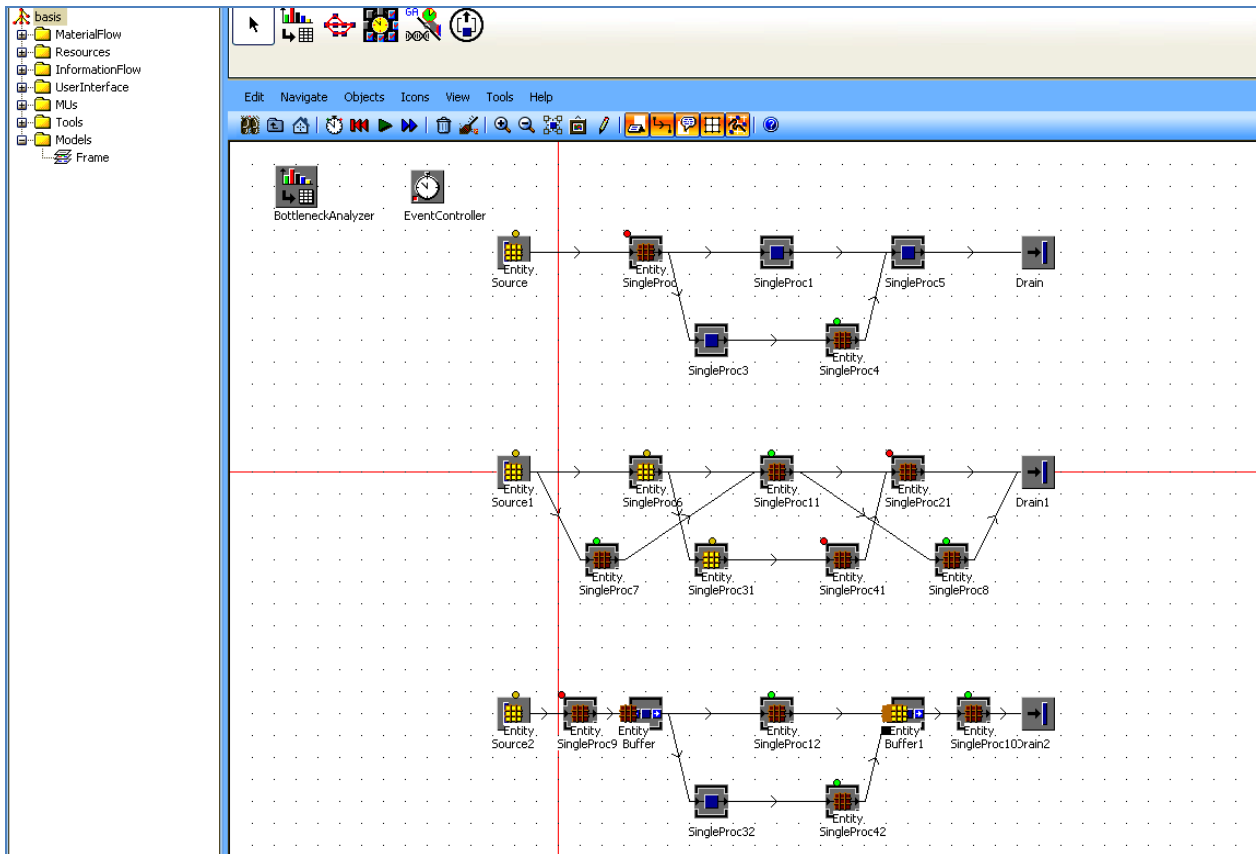 basis
MaterialFlow
Resources
InformationFlow
UserInterface
MUs
Tools
Models
Frame
GA
Edit Navigate Objects Icons View Tools Help
BottleneckAnalyzer EventController
Entity Entity
Source SingleProc SingleProc1 SingleProc5 Drain
Entity
SingleProc3 SingleProc4
Entity Entity Entity Entity
Source1 SingleProc6 SingleProc11 SingleProc21 Drain1
Entity Entity Entity Entity
SingleProc7 SingleProc31 SingleProc41 SingleProc8
Entity Entity Entity Entity Entity Entity
Source2 SingleProc9 Buffer SingleProc12 Buffer1 SingleProc10 Drain2
Entity
SingleProc32 SingleProc42